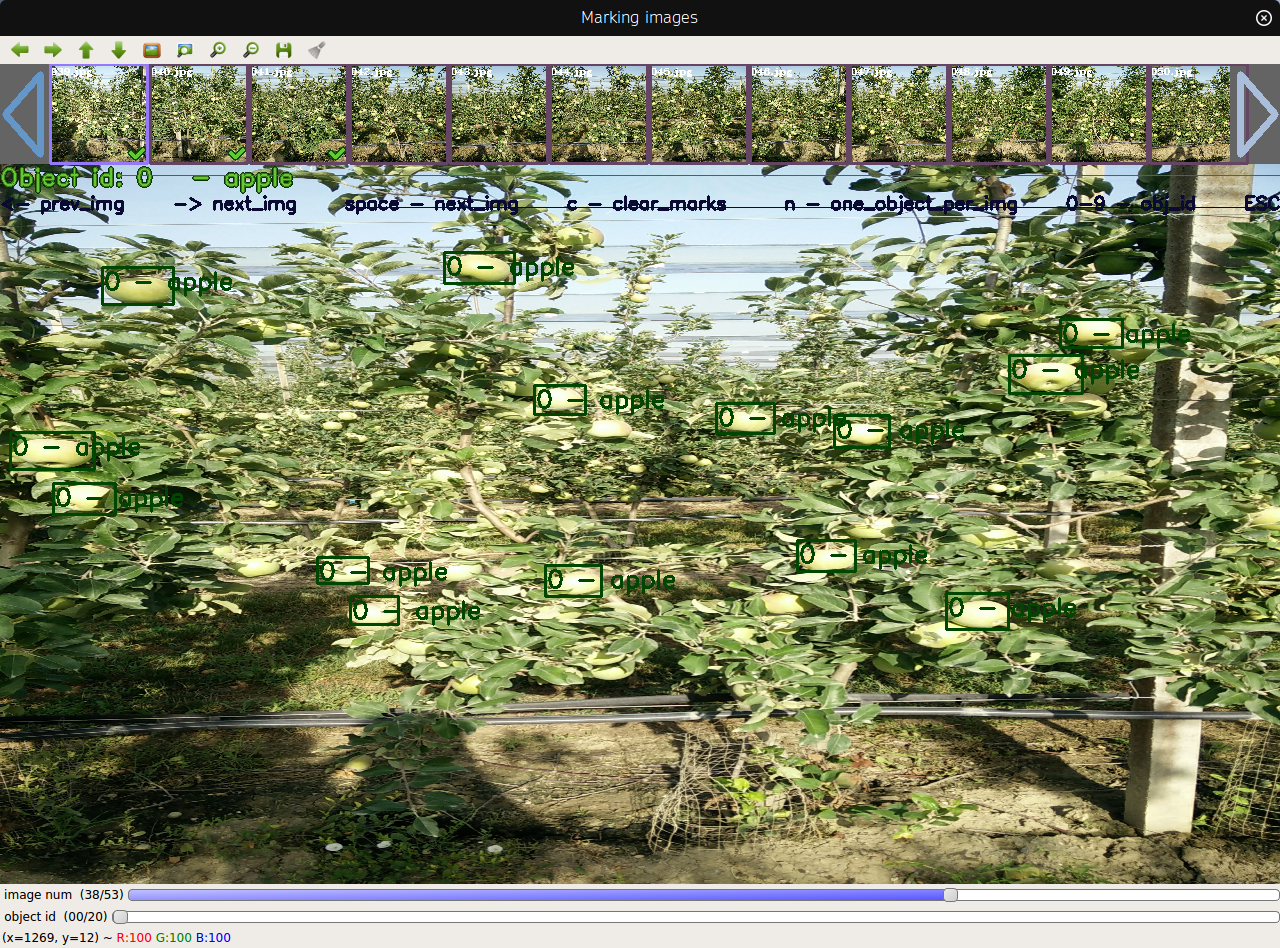 Marking images
039.jpg 040.jpg 041.jpg 042.jpg 043.jpg 044.jpg 045.jpg 046.jpg 047.jpg 048.jpg 049.jpg 050.jpg
Object id: 0 - apple
<- prev_img -> next_img space - next_img c - clear_marks n - one_object_per_img 0-9 - obj_id ESC
0 - apple
0 - apple
0 - apple
0 - apple
0 - apple
0 - apple
0 - apple
0 - apple
0 - apple
0 - apple
0 - apple
0 - apple
0 - apple
0 - apple
image num (38/53)
object id (00/20)
(x=1269, y=12) ~ R:100 G:100 B:100